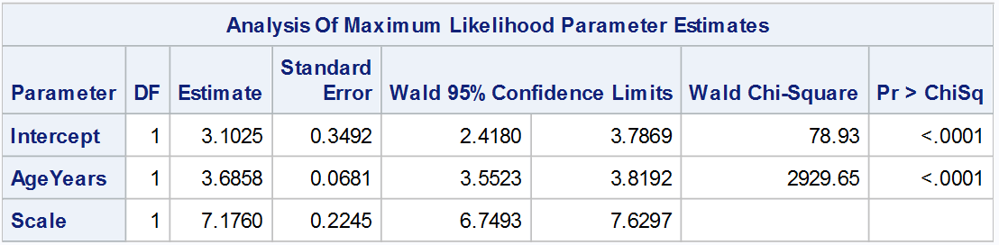 Analysis Of Maximum Likelihood Parameter Estimates
Parameter DF Estimate Standard Error Wald 95% Confidence Limits Wald Chi-Square Pr > ChiSq
Intercept 1 3.1025 0.3492 2.4180 3.7869 78.93 <.0001
AgeYears 1 3.6858 0.0681 3.5523 3.8192 2929.65 <.0001
Scale 1 7.1760 0.2245 6.7493 7.6297